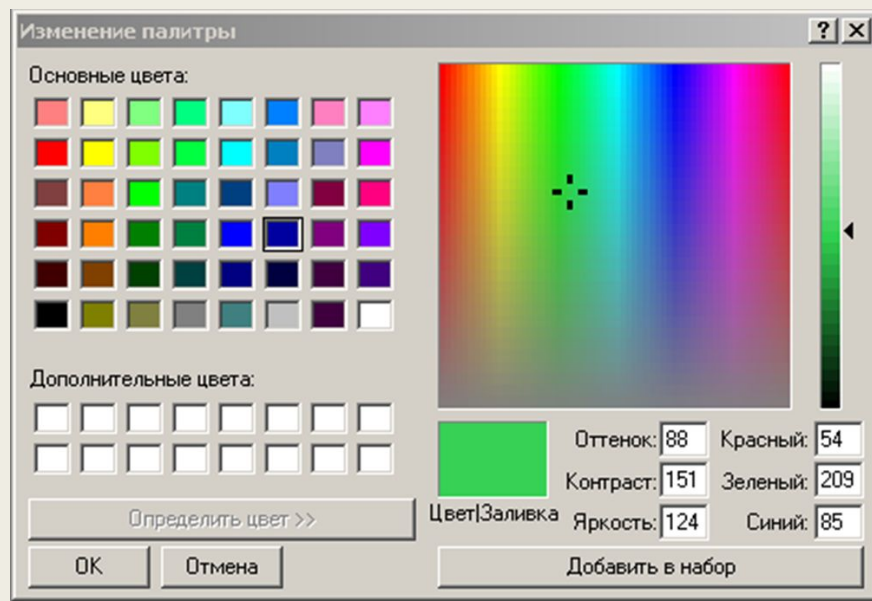 Изменение палитры
Основные цвета:
Дополнительные цвета:
Определить цвет >>
ОК
Отмена
Цвет|Заливка
Оттенок: 88
Контраст: 151
Яркость: 124
Красный: 54
Зеленый: 209
Синий: 85
Добавить в набор